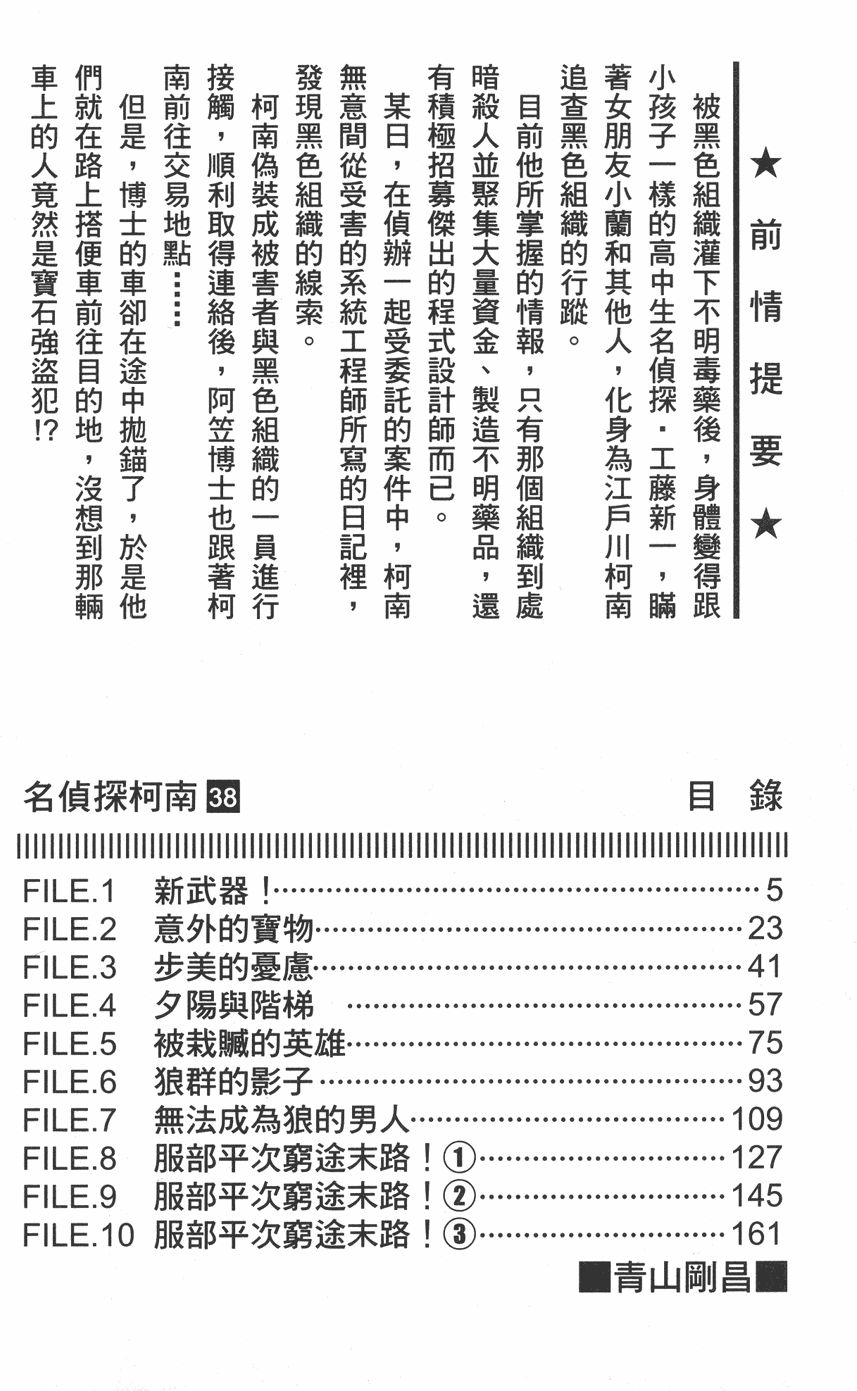 ★前情提要★
被黑色組織灌下不明毒藥後，身體變得跟
小孩子一樣的高中生名偵探．工藤新一，瞞
著女朋友小蘭和其他人，化身為江戶川柯南
追查黑色組織的行蹤。
目前他所掌握的情報，只有那個組織到處
暗殺人並聚集大量資金、製造不明藥品，還
有積極招募傑出的程式設計師而已。
某日，在偵辦一起受委託的案件中，柯南
無意間從受害的系統工程師所寫的日記裡，
發現黑色組織的線索。
柯南偽裝成被害者與黑色組織的一員進行
接觸，順利取得連絡後，阿笠博士也跟著柯
南前往交易地點……
但是，博士的車卻在途中拋錨了，於是他
們就在路上搭便車前往目的地，沒想到那輛
車上的人竟然是寶石強盜犯!?
名偵探柯南38 目錄
FILE.1 新武器！…………5
FILE.2 意外的寶物…………23
FILE.3 步美的憂慮…………41
FILE.4 夕陽與階梯…………57
FILE.5 被栽贓的英雄…………75
FILE.6 狼群的影子…………93
FILE.7 無法成為狼的男人…………109
FILE.8 服部平次窮途末路！①…………127
FILE.9 服部平次窮途末路！②…………145
FILE.10 服部平次窮途末路！③…………161
■青山剛昌■